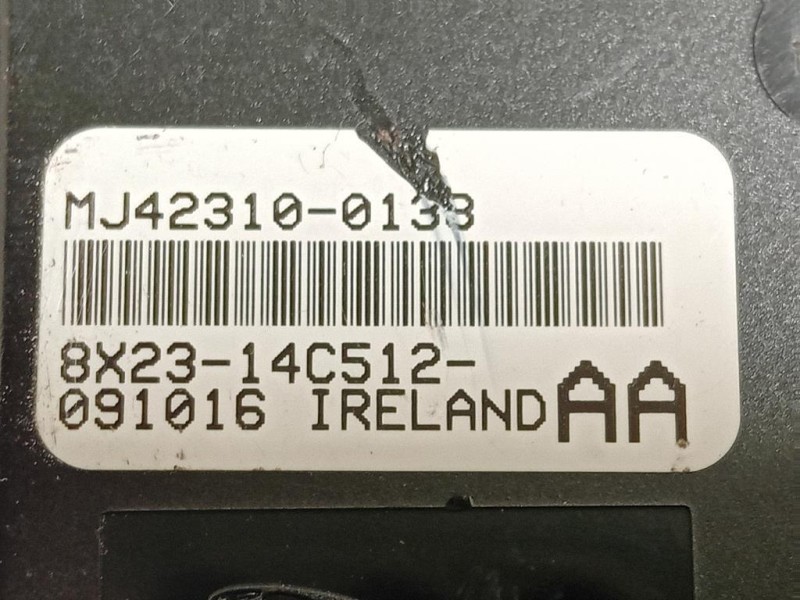 MJ42310-0133
8X23-14C512-
091016 IRELAND AA